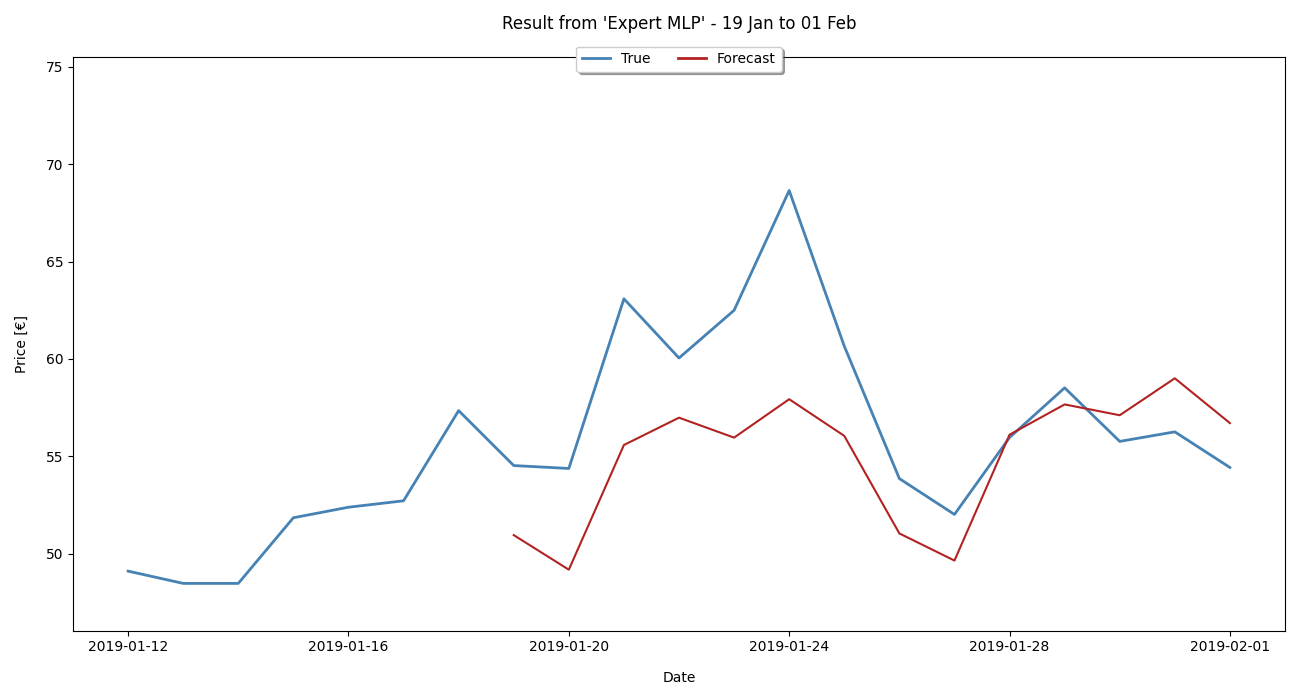 Result from 'Expert MLP' - 19 Jan to 01 Feb
True Forecast
75
70
65
60
55
50
Price [€]
2019-01-12 2019-01-16 2019-01-20 2019-01-24 2019-01-28 2019-02-01
Date